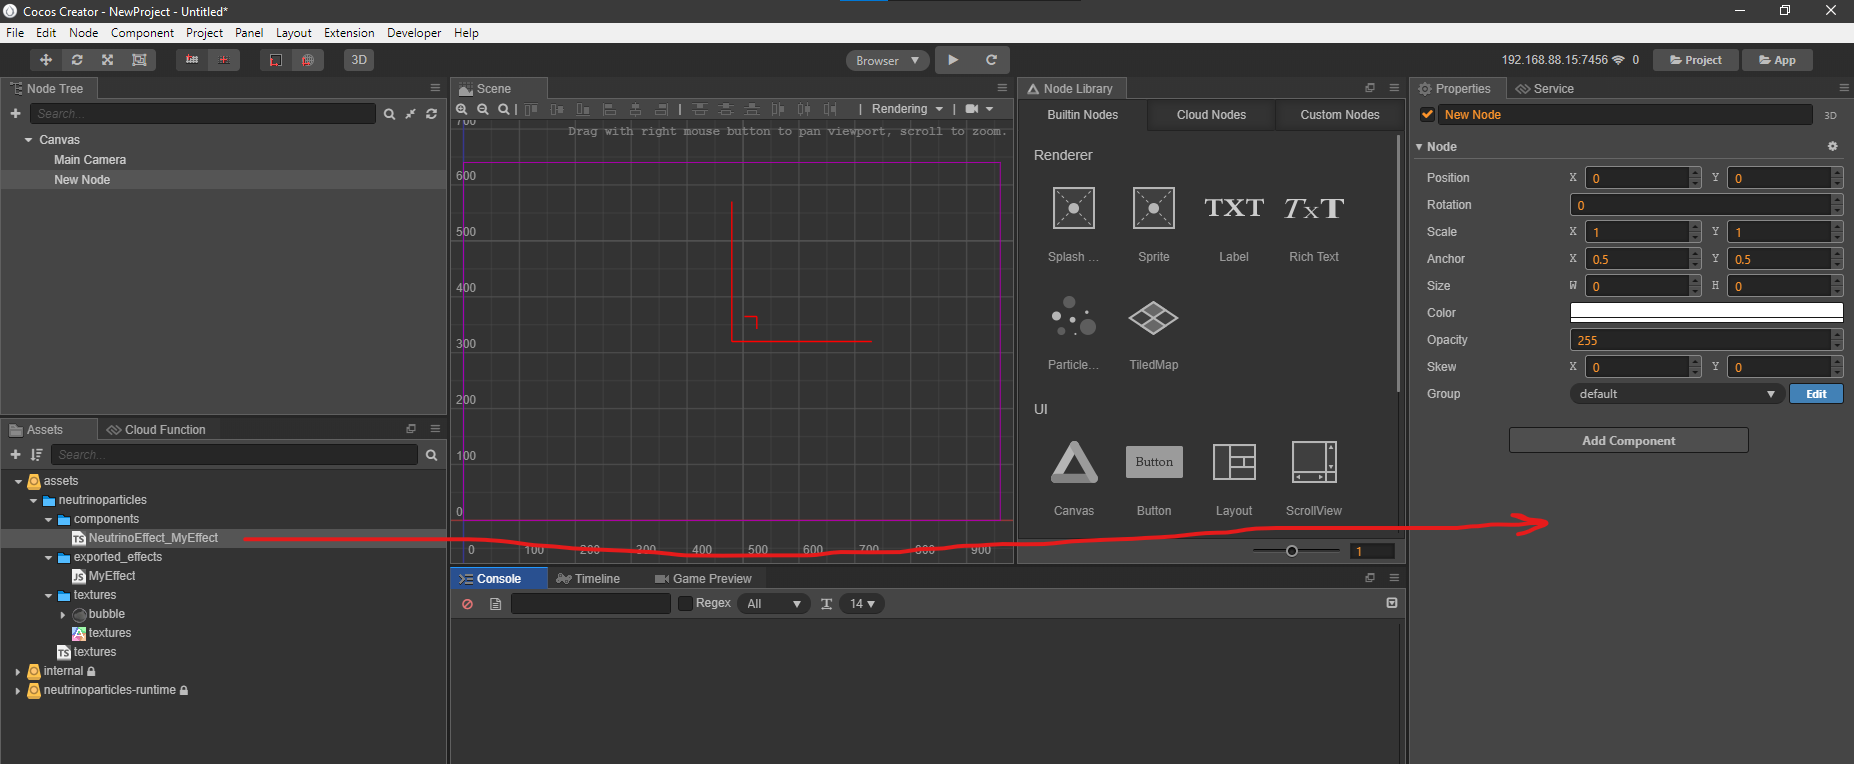 Cocos Creator - NewProject - Untitled*
File Edit Node Component Project Panel Layout Extension Developer Help
3D Browser 192.168.88.15:7456 0 Project App
Node Tree
Search...
Canvas
Main Camera
New Node
Assets Cloud Function
Search...
assets
neutrinoparticles
components
TS NeutrinoEffect_MyEffect
exported_effects
JS MyEffect
textures
bubble
textures
TS textures
internal
neutrinoparticles-runtime
Scene
Rendering
Drag with right mouse button to pan viewport, scroll to zoom.
700
600
500
400
300
200
100
0
0 100 200 300 400 500 600 700 800 900
Console Timeline Game Preview
Regex All 14
Node Library
Builtin Nodes Cloud Nodes Custom Nodes
Renderer
TXT TxT
Splash ... Sprite Label Rich Text
Particle... TiledMap
UI
Button
Canvas Button Layout ScrollView
1
Properties Service
New Node 3D
Node
Position X 0 Y 0
Rotation 0
Scale X 1 Y 1
Anchor X 0.5 Y 0.5
Size W 0 H 0
Color
Opacity 255
Skew X 0 Y 0
Group default Edit
Add Component